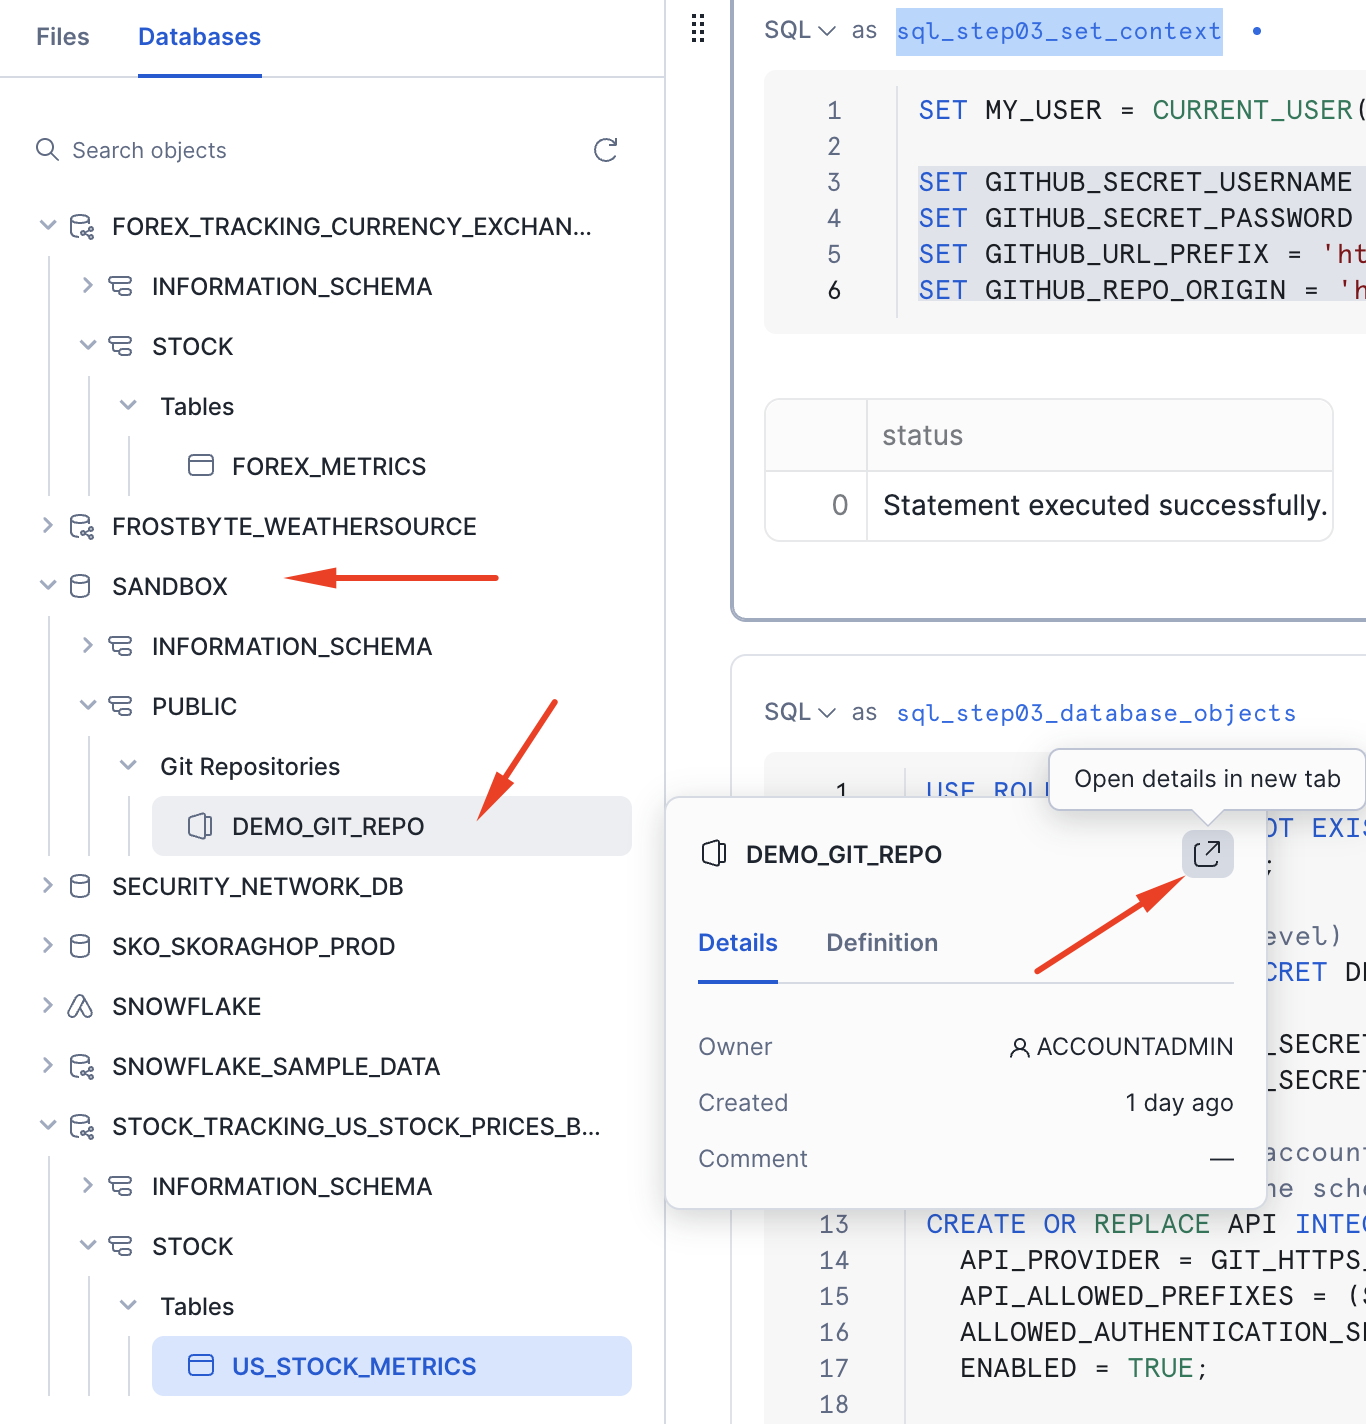 Files
Databases
Search objects
FOREX_TRACKING_CURRENCY_EXCHAN...
INFORMATION_SCHEMA
STOCK
Tables
FOREX_METRICS
FROSTBYTE_WEATHERSOURCE
SANDBOX
INFORMATION_SCHEMA
PUBLIC
Git Repositories
DEMO_GIT_REPO
SECURITY_NETWORK_DB
SKO_SKORAGHOP_PROD
SNOWFLAKE
SNOWFLAKE_SAMPLE_DATA
STOCK_TRACKING_US_STOCK_PRICES_B...
INFORMATION_SCHEMA
STOCK
Tables
US_STOCK_METRICS
SQL as sql_step03_set_context
1 SET MY_USER = CURRENT_USER(
2
3 SET GITHUB_SECRET_USERNAME
4 SET GITHUB_SECRET_PASSWORD
5 SET GITHUB_URL_PREFIX = 'ht
6 SET GITHUB_REPO_ORIGIN = 'h
status
0 Statement executed successfully.
SQL as sql_step03_database_objects
Open details in new tab
1 USE ROL
OT EXIS
;
DEMO_GIT_REPO
evel)
Details
Definition
CRET DE
Owner
ACCOUNTADMIN
_SECRET
_SECRET
Created
1 day ago
Comment
—
accoun
he sche
13 CREATE OR REPLACE API INTEG
14 API_PROVIDER = GIT_HTTPS_
15 API_ALLOWED_PREFIXES = ($
16 ALLOWED_AUTHENTICATION_SE
17 ENABLED = TRUE;
18